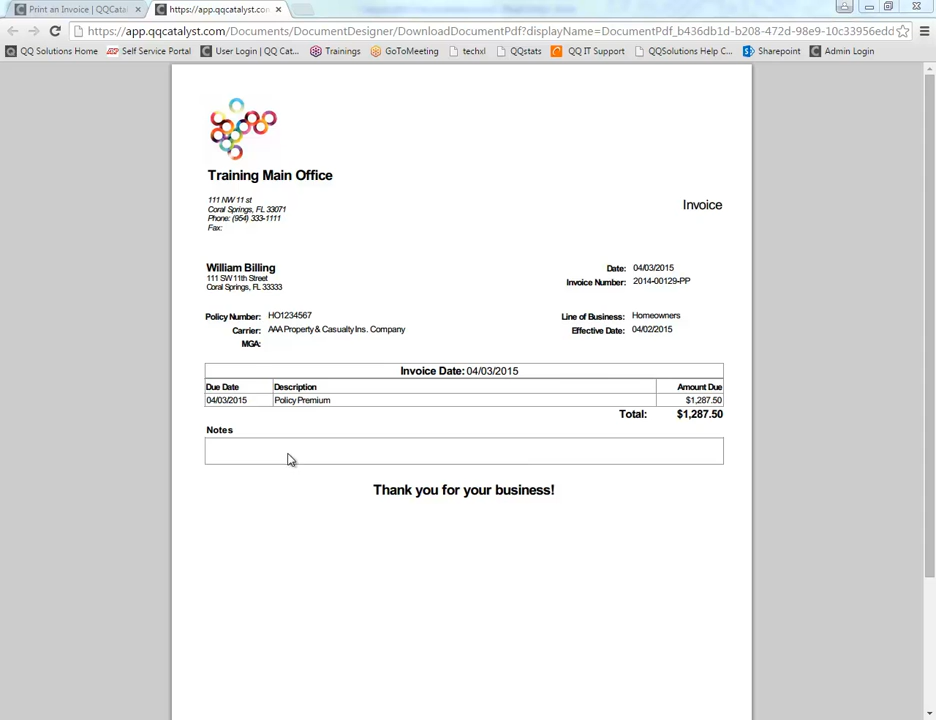 Print an Invoice | QQCatal
https://app.qqcatalyst.co
https://app.qqcatalyst.com/Documents/DocumentDesigner/DownloadDocumentPdf?displayName=DocumentPdf_b436db1d-b208-472d-98e9-10c33956edd
QQ Solutions Home Self Service Portal User Login | QQ Cat... Trainings GoToMeeting techxl QQstats QQ IT Support QQSolutions Help C... Sharepoint Admin Login
Training Main Office
111 NW 11 st
Coral Springs, FL 33071
Phone: (954) 333-1111
Fax:
Invoice
William Billing
111 SW 11th Street
Coral Springs, FL 33333
Date: 04/03/2015
Invoice Number: 2014-00129-PP
Policy Number: HO1234567
Carrier: AAA Property & Casualty Ins. Company
MGA:
Line of Business: Homeowners
Effective Date: 04/02/2015
Invoice Date: 04/03/2015
Due Date Description Amount Due
04/03/2015 Policy Premium $1,287.50
Total: $1,287.50
Notes
Thank you for your business!